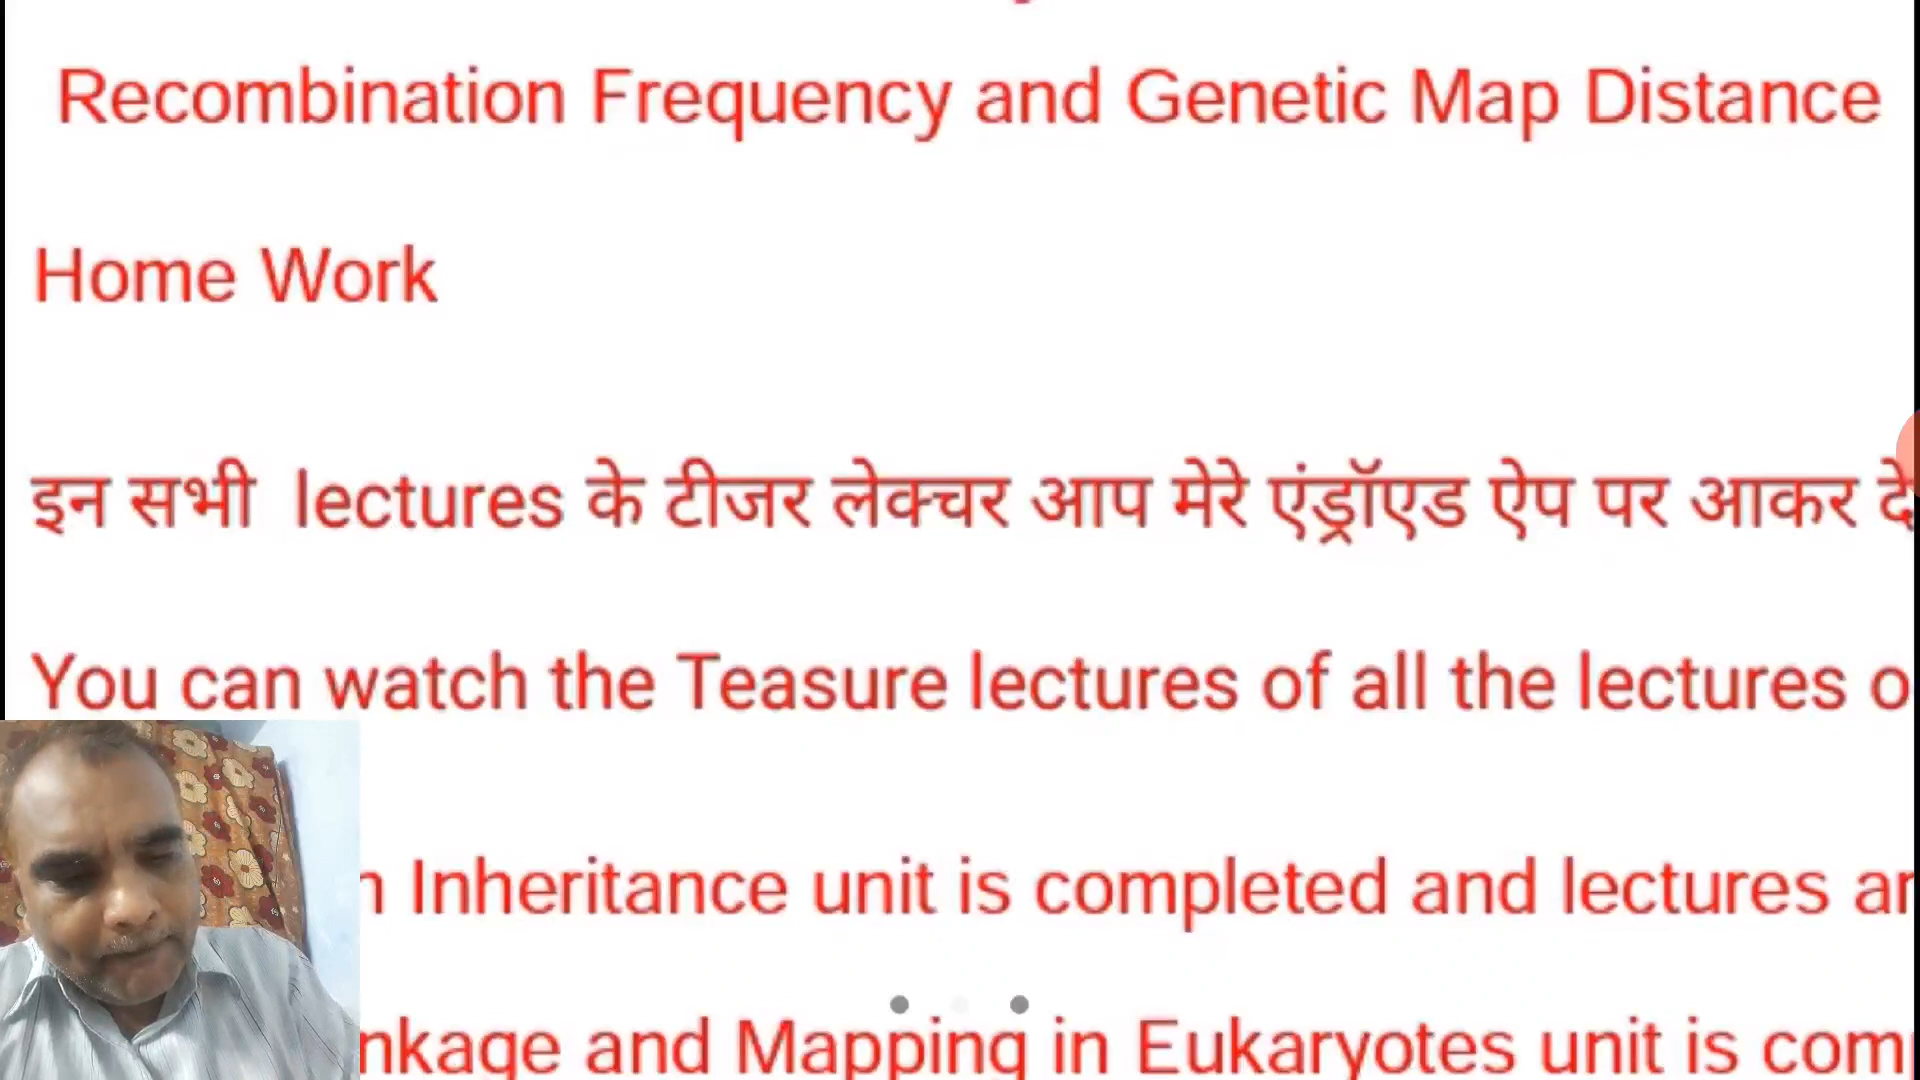 Recombination Frequency and Genetic Map Distance
Home Work
इन सभी lectures के टीजर लेक्चर आप मेरे एंड्रॉएड ऐप पर आकर
You can watch the Teasure lectures of all the lectures
Inheritance unit is completed and lectures
and Mapping in Eukaryotes unit is